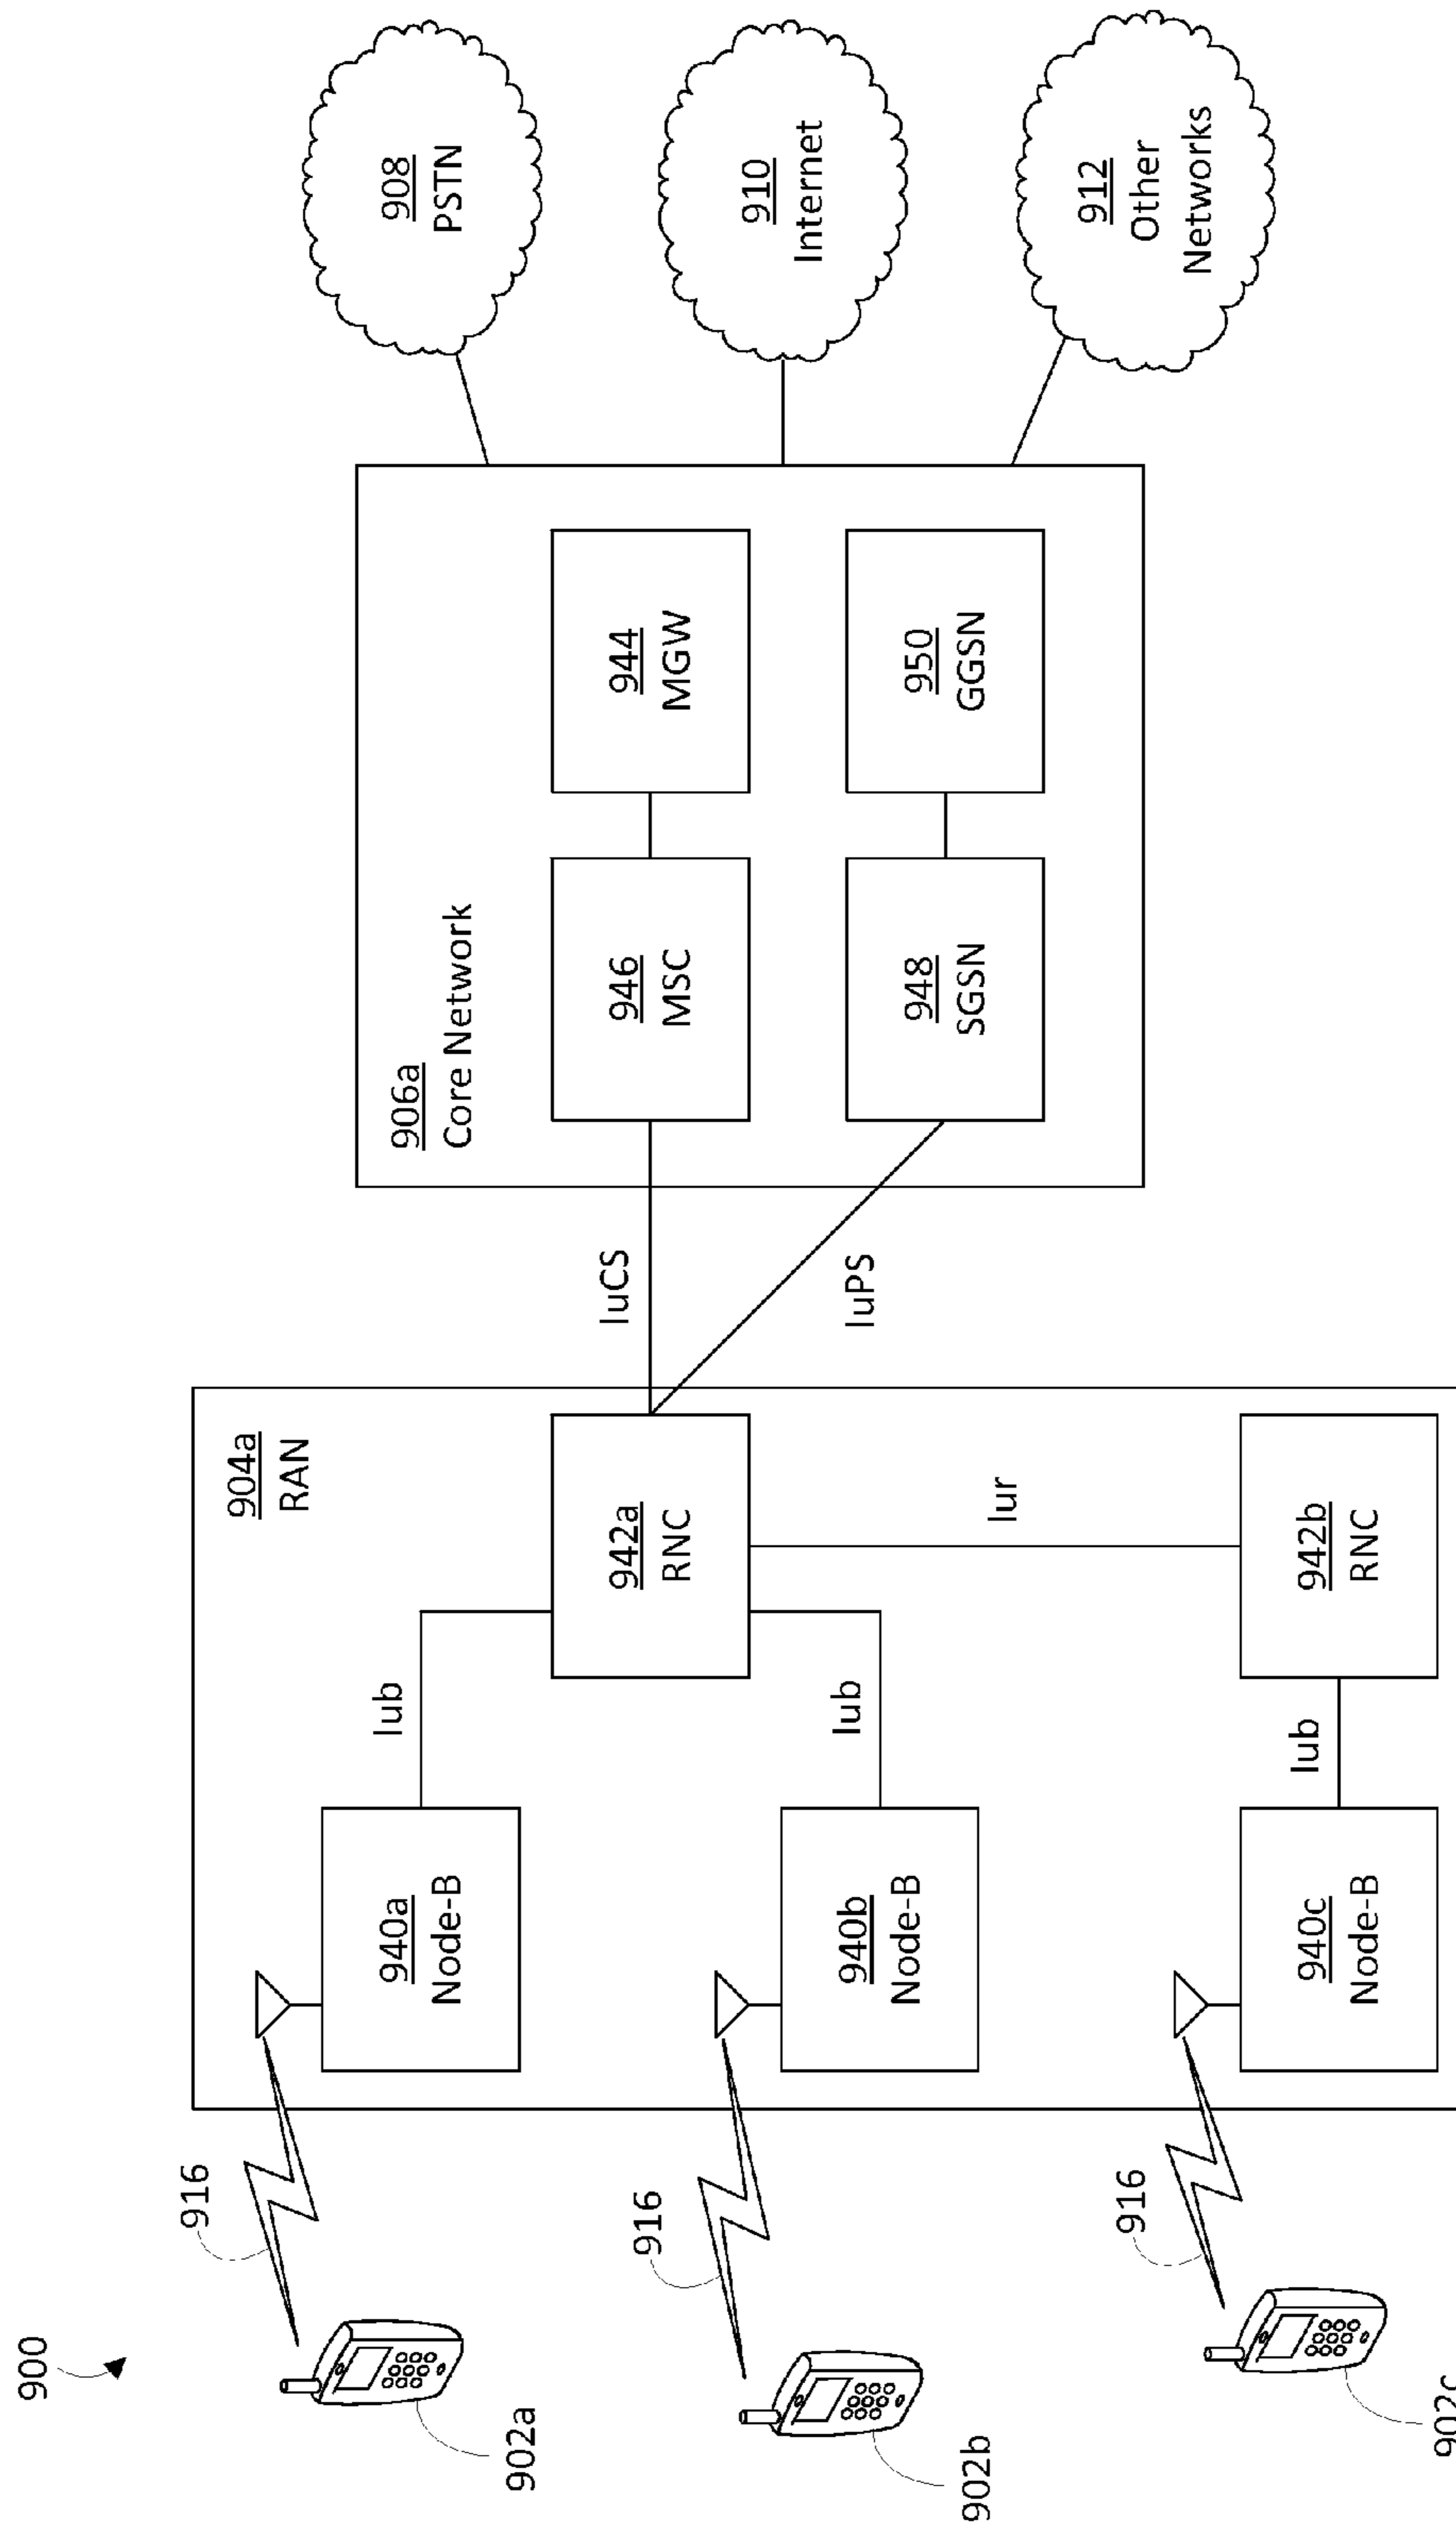 900
902a
902b
902c
916
916
916
904a
RAN
940a
Node-B
940b
Node-B
940c
Node-B
Iub
Iub
Iub
942a
RNC
942b
RNC
Iur
IuCS
IuPS
906a
Core Network
946
MSC
944
MGW
948
SGSN
950
GGSN
908
PSTN
910
Internet
912
Other
Networks